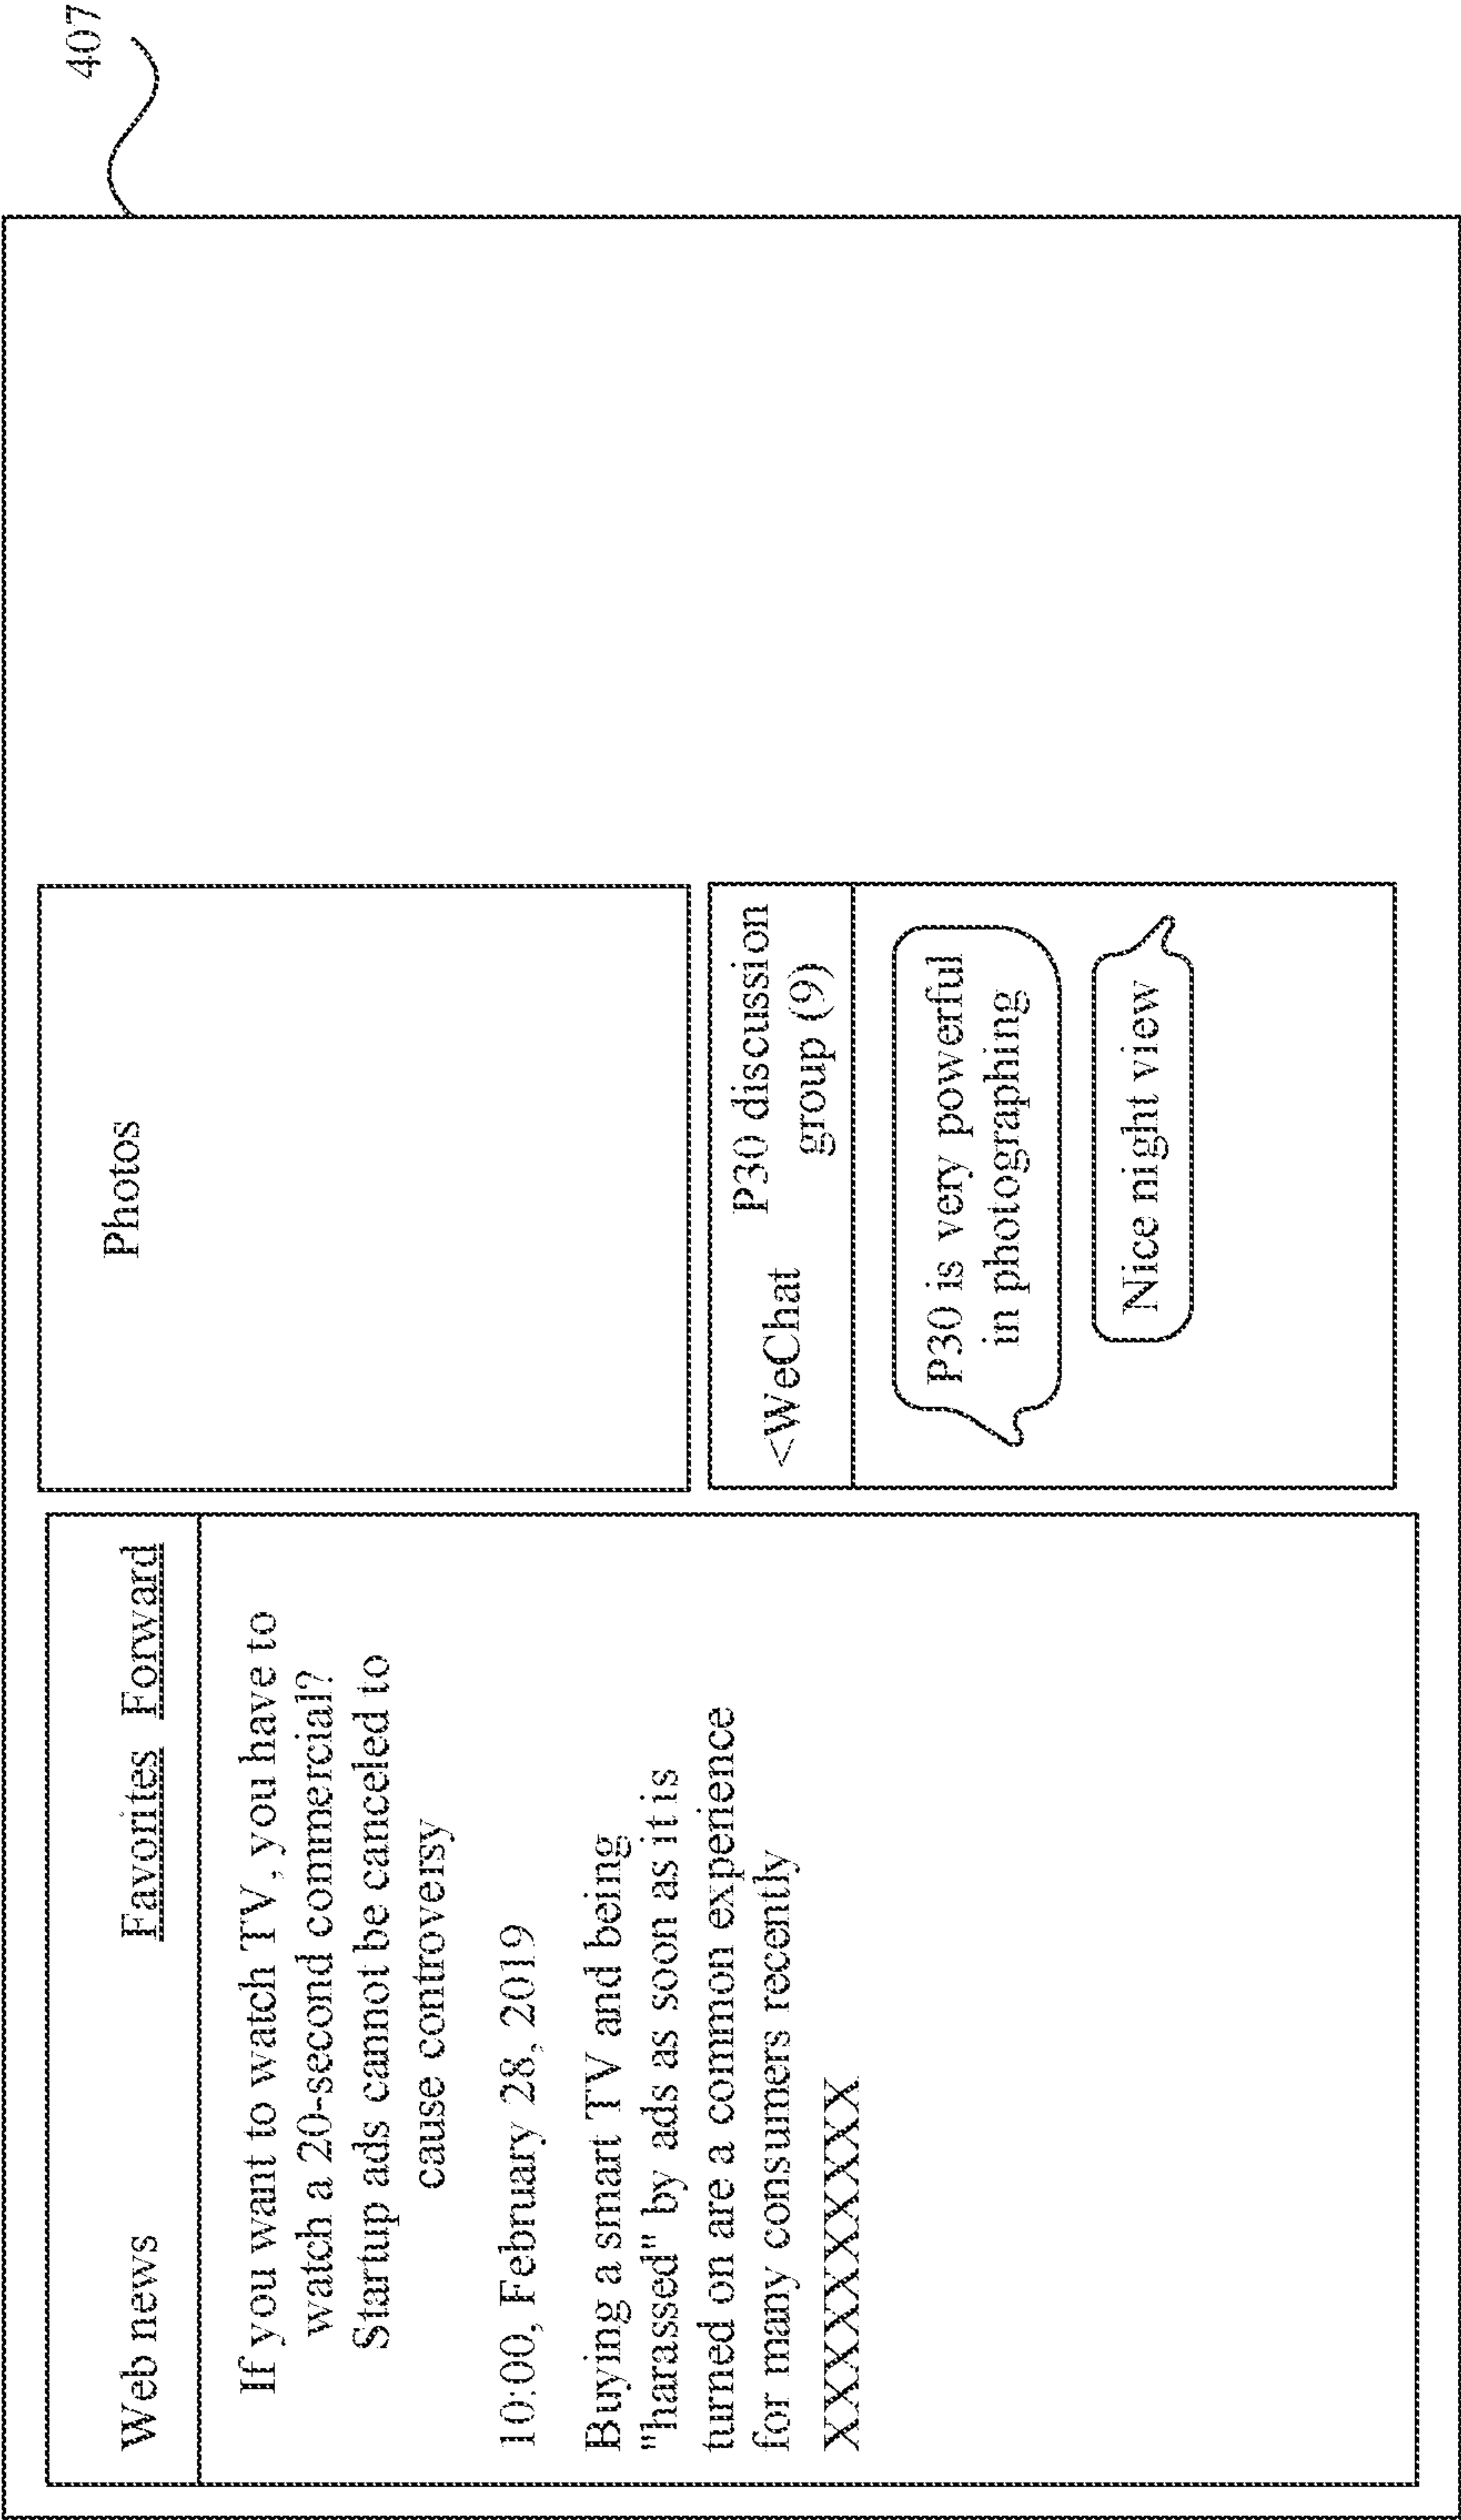 407
Web news Favorites Forward
If you want to watch TV, you have to
watch a 20-second commercial?
Startup ads cannot be canceled to
cause controversy
10:00, February 28, 2019
Buying a smart TV and being
"harassed" by ads as soon as it is
turned on are a common experience
for many consumers recently
XXXXXXXXXXXX
Photos
<WeChat P30 discussion
group (9)
P30 is very powerful
in photographing
Nice night view